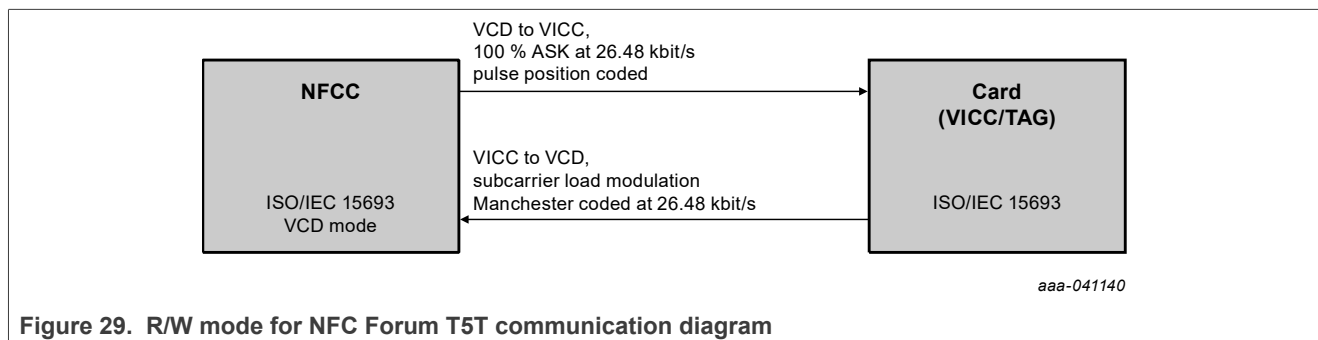 VCD to VICC,
100 % ASK at 26.48 kbit/s
pulse position coded
NFCC
Card
(VICC/TAG)
VICC to VCD,
subcarrier load modulation
Manchester coded at 26.48 kbit/s
ISO/IEC 15693
VCD mode
ISO/IEC 15693
aaa-041140
Figure 29. R/W mode for NFC Forum T5T communication diagram